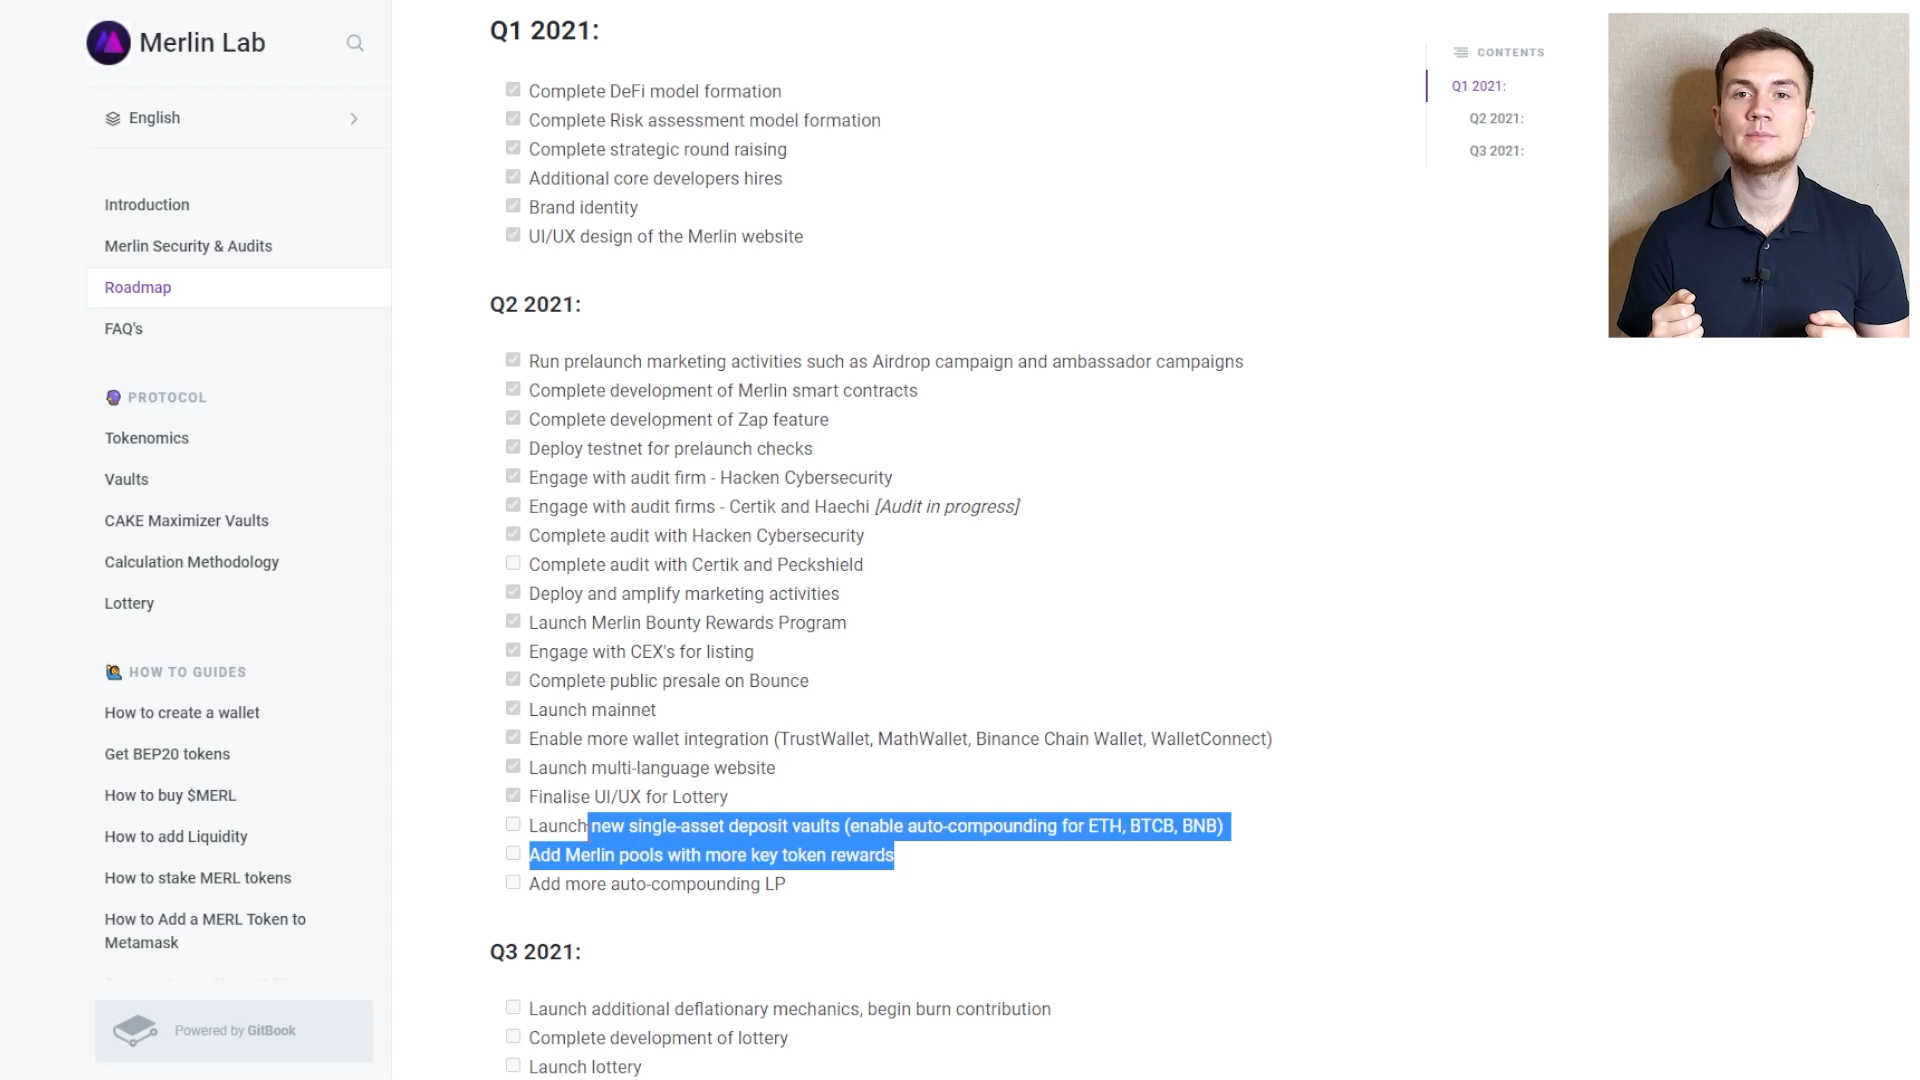 Merlin Lab
English
Introduction
Merlin Security & Audits
Roadmap
FAQ's
PROTOCOL
Tokenomics
Vaults
CAKE Maximizer Vaults
Calculation Methodology
Lottery
HOW TO GUIDES
How to create a wallet
Get BEP20 tokens
How to buy $MERL
How to add Liquidity
How to stake MERL tokens
How to Add a MERL Token to
Metamask
Powered by GitBook
Q1 2021:
Complete DeFi model formation
Complete Risk assessment model formation
Complete strategic round raising
Additional core developers hires
Brand identity
UI/UX design of the Merlin website
Q2 2021:
Run prelaunch marketing activities such as Airdrop campaign and ambassador campaigns
Complete development of Merlin smart contracts
Complete development of Zap feature
Deploy testnet for prelaunch checks
Engage with audit firm - Hacken Cybersecurity
Engage with audit firms - Certik and Haechi [Audit in progress]
Complete audit with Hacken Cybersecurity
Complete audit with Certik and Peckshield
Deploy and amplify marketing activities
Launch Merlin Bounty Rewards Program
Engage with CEX's for listing
Complete public presale on Bounce
Launch mainnet
Enable more wallet integration (TrustWallet, MathWallet, Binance Chain Wallet, WalletConnect)
Launch multi-language website
Finalise UI/UX for Lottery
Launch new single-asset deposit vaults (enable auto-compounding for ETH, BTCB, BNB)
Add Merlin pools with more key token rewards
Add more auto-compounding LP
Q3 2021:
Launch additional deflationary mechanics, begin burn contribution
Complete development of lottery
Launch lottery
CONTENTS
Q1 2021:
Q2 2021:
Q3 2021: